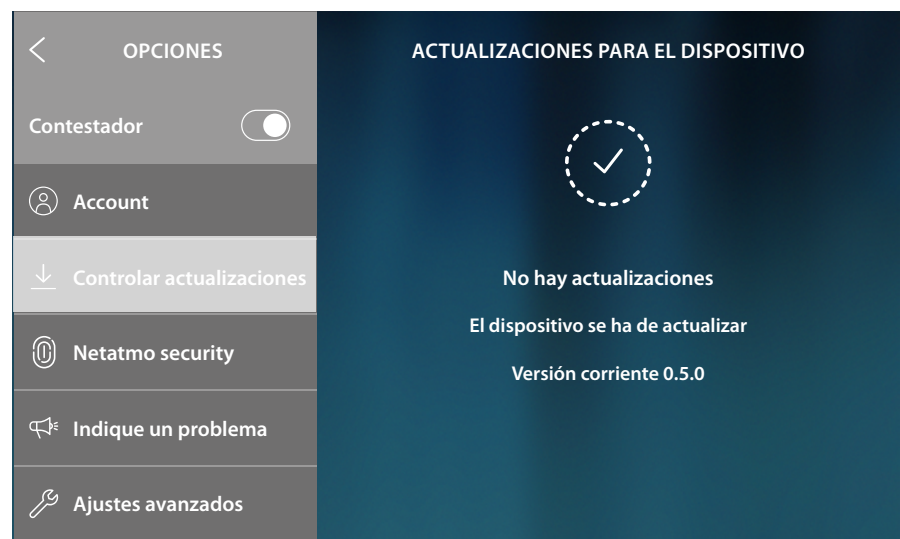 OPCIONES
Contestador
Account
Controlar actualizaciones
Netatmo security
Indique un problema
Ajustes avanzados
ACTUALIZACIONES PARA EL DISPOSITIVO
No hay actualizaciones
El dispositivo se ha de actualizar
Versión corriente 0.5.0